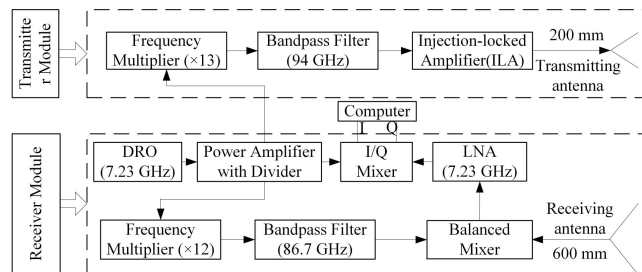 Transmitte
r Module
Frequency
Multiplier (×13)
Bandpass Filter
(94 GHz)
Injection-locked
Amplifier(ILA)
200 mm
Transmitting
antenna
Computer
I Q
Receiver Module
DRO
(7.23 GHz)
Power Amplifier
with Divider
I/Q
Mixer
LNA
(7.23 GHz)
Frequency
Multiplier (×12)
Bandpass Filter
(86.7 GHz)
Balanced
Mixer
Receiving
antenna
600 mm